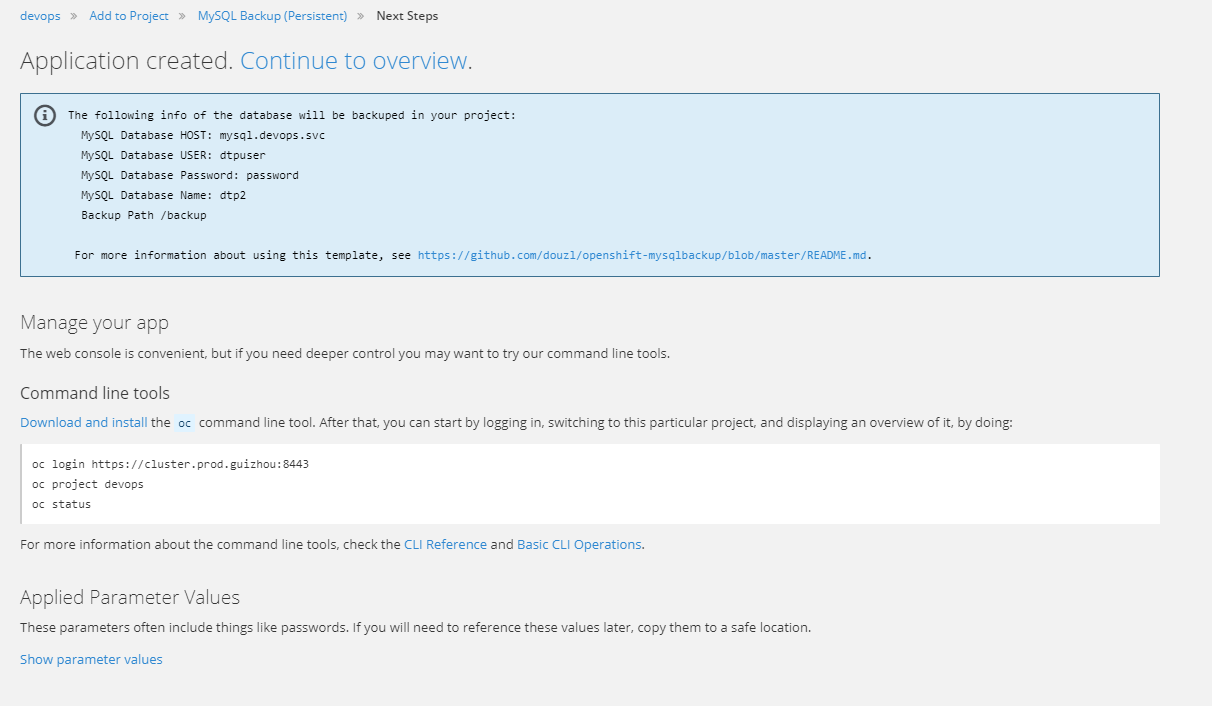 devops » Add to Project » MySQL Backup (Persistent) » Next Steps
Application created. Continue to overview.
The following info of the database will be backuped in your project:
MySQL Database HOST: mysql.devops.svc
MySQL Database USER: dtpuser
MySQL Database Password: password
MySQL Database Name: dtp2
Backup Path /backup
For more information about using this template, see https://github.com/douzl/openshift-mysqlbackup/blob/master/README.md.
Manage your app
The web console is convenient, but if you need deeper control you may want to try our command line tools.
Command line tools
Download and install the oc command line tool. After that, you can start by logging in, switching to this particular project, and displaying an overview of it, by doing:
oc login https://cluster.prod.guizhou:8443
oc project devops
oc status
For more information about the command line tools, check the CLI Reference and Basic CLI Operations.
Applied Parameter Values
These parameters often include things like passwords. If you will need to reference these values later, copy them to a safe location.
Show parameter values